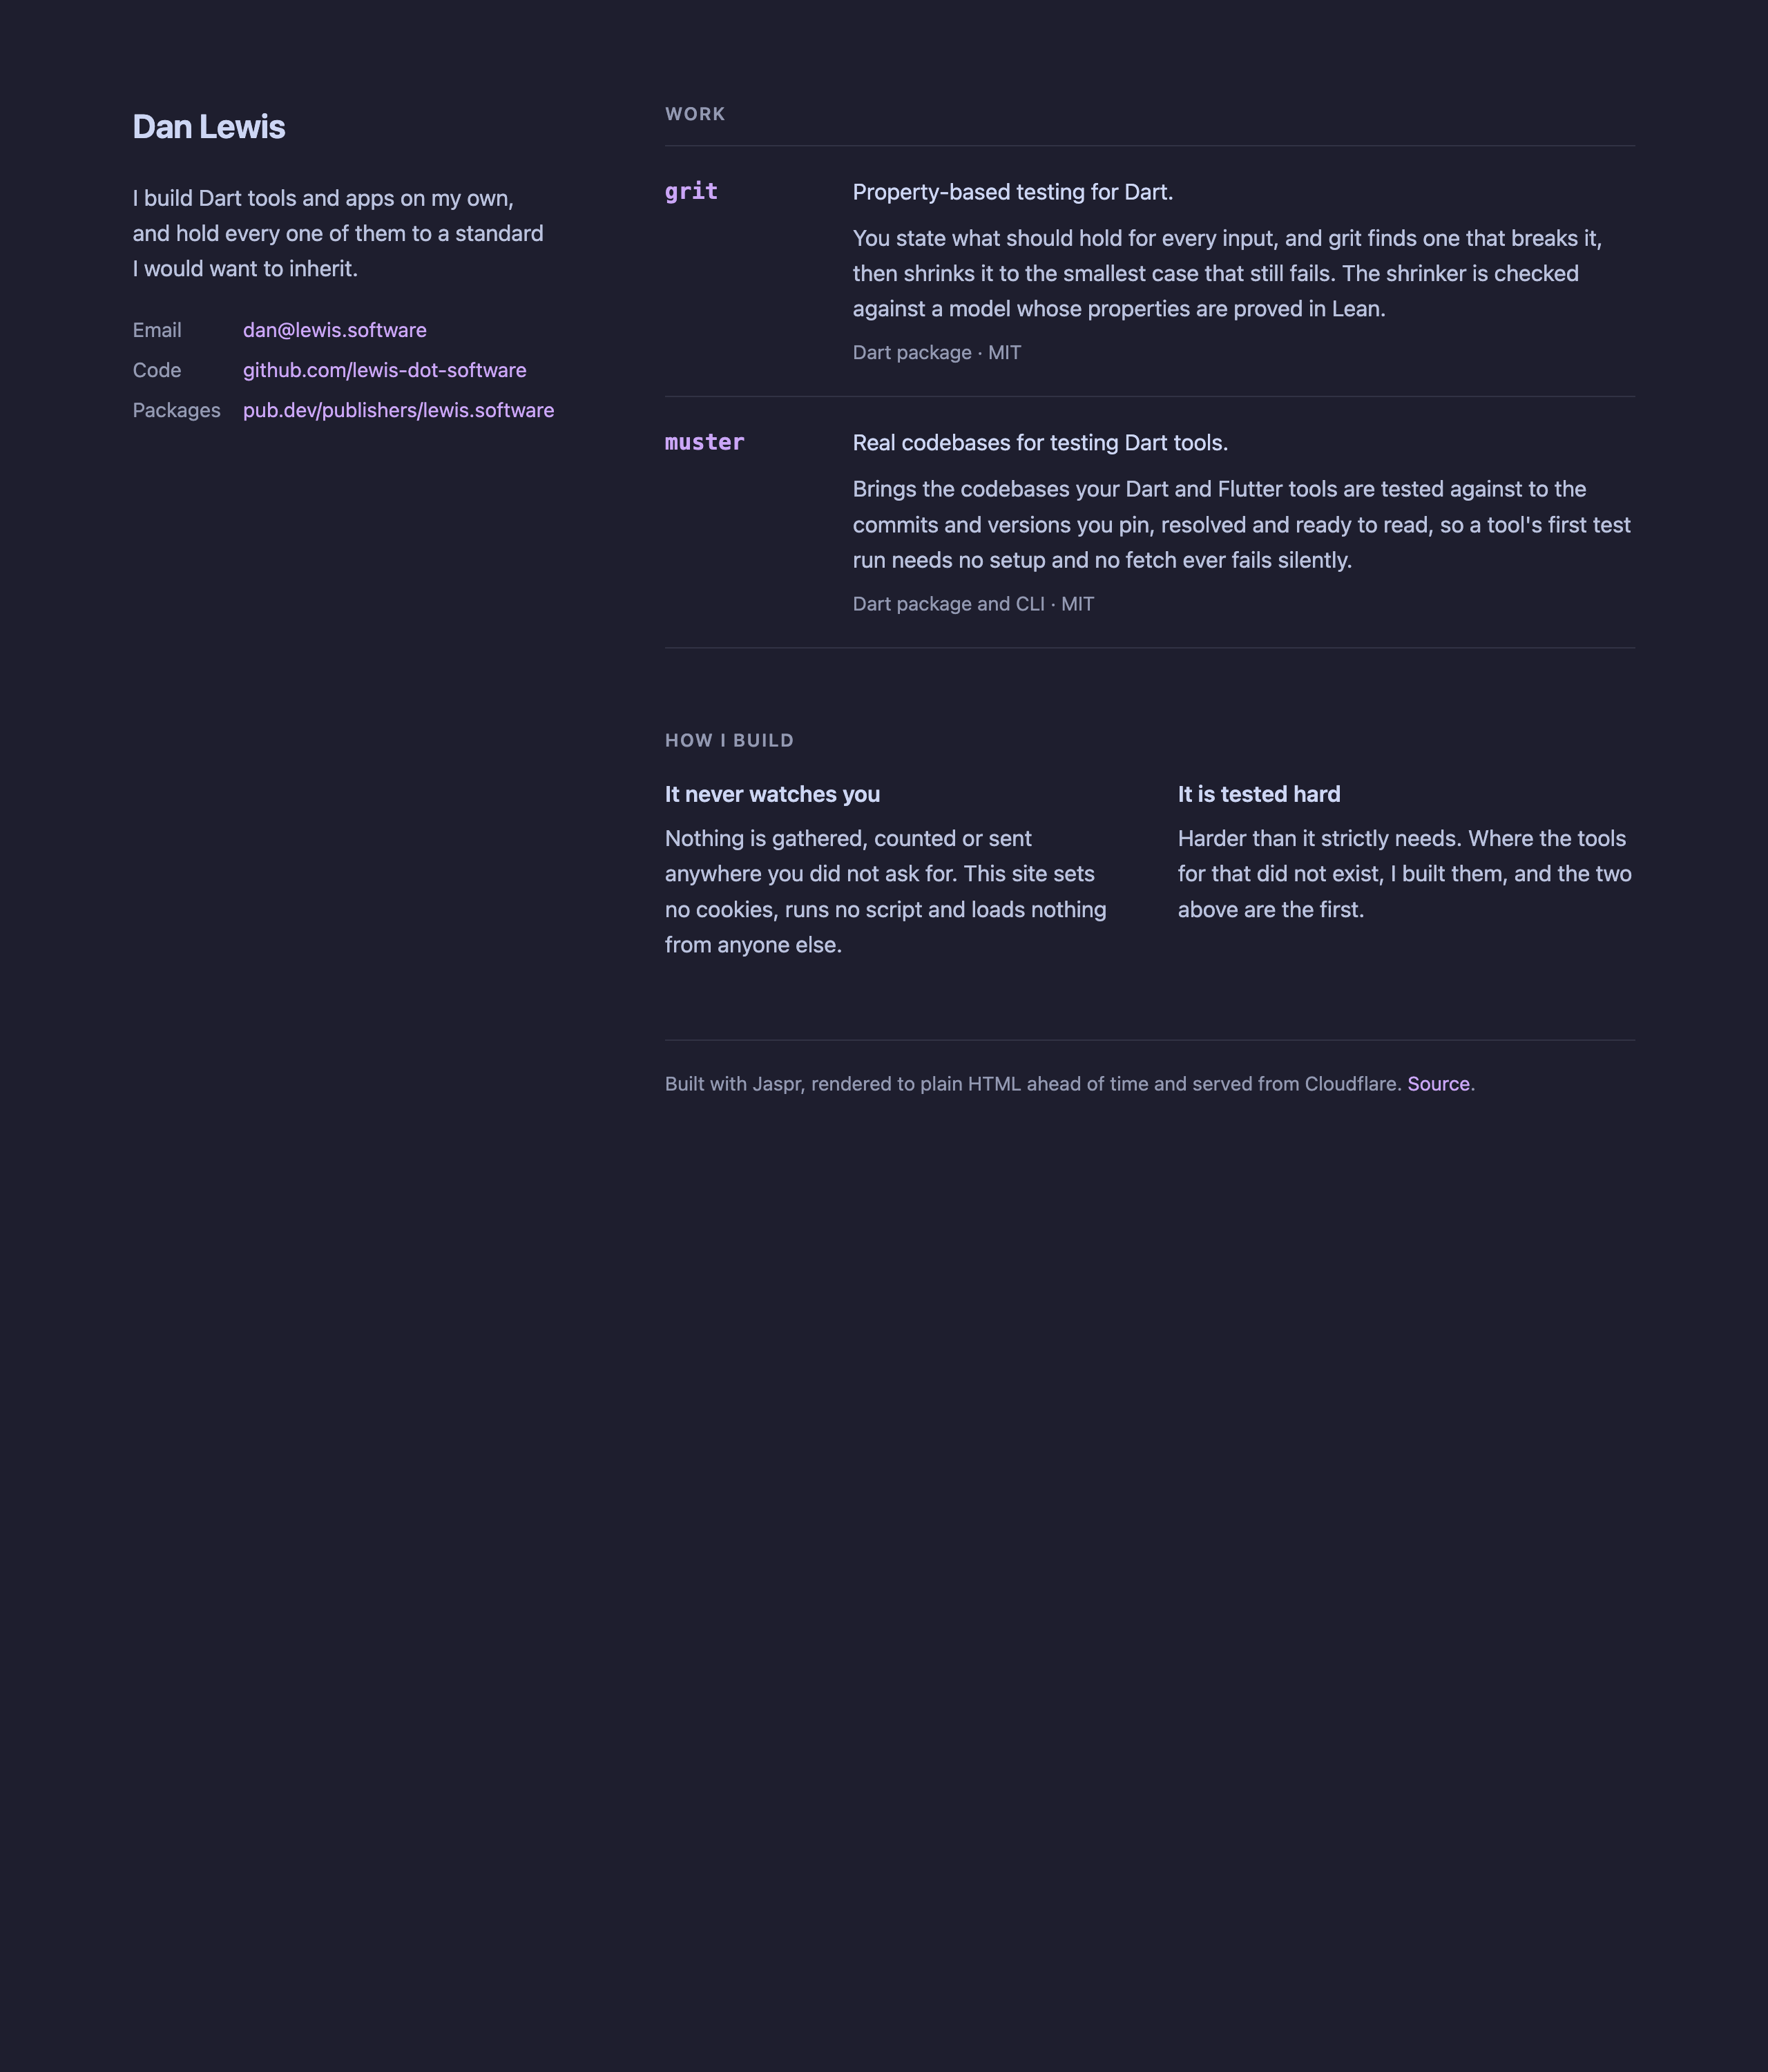 Dan Lewis
I build Dart tools and apps on my own,
and hold every one of them to a standard
I would want to inherit.
Email dan@lewis.software
Code github.com/lewis-dot-software
Packages pub.dev/publishers/lewis.software
WORK
grit
Property-based testing for Dart.
You state what should hold for every input, and grit finds one that breaks it,
then shrinks it to the smallest case that still fails. The shrinker is checked
against a model whose properties are proved in Lean.
Dart package · MIT
muster
Real codebases for testing Dart tools.
Brings the codebases your Dart and Flutter tools are tested against to the
commits and versions you pin, resolved and ready to read, so a tool's first test
run needs no setup and no fetch ever fails silently.
Dart package and CLI · MIT
HOW I BUILD
It never watches you
Nothing is gathered, counted or sent
anywhere you did not ask for. This site sets
no cookies, runs no script and loads nothing
from anyone else.
It is tested hard
Harder than it strictly needs. Where the tools
for that did not exist, I built them, and the two
above are the first.
Built with Jaspr, rendered to plain HTML ahead of time and served from Cloudflare. Source.